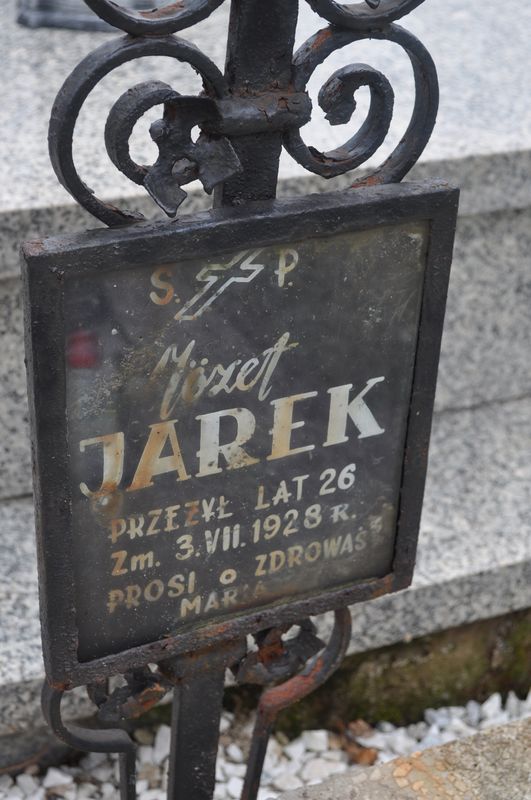 S. P.
Józef
JAREK
PRZEŻYŁ LAT 26
Zm. 3.VII.1928 R.
PROSI O ZDROWAŚ
MARIA